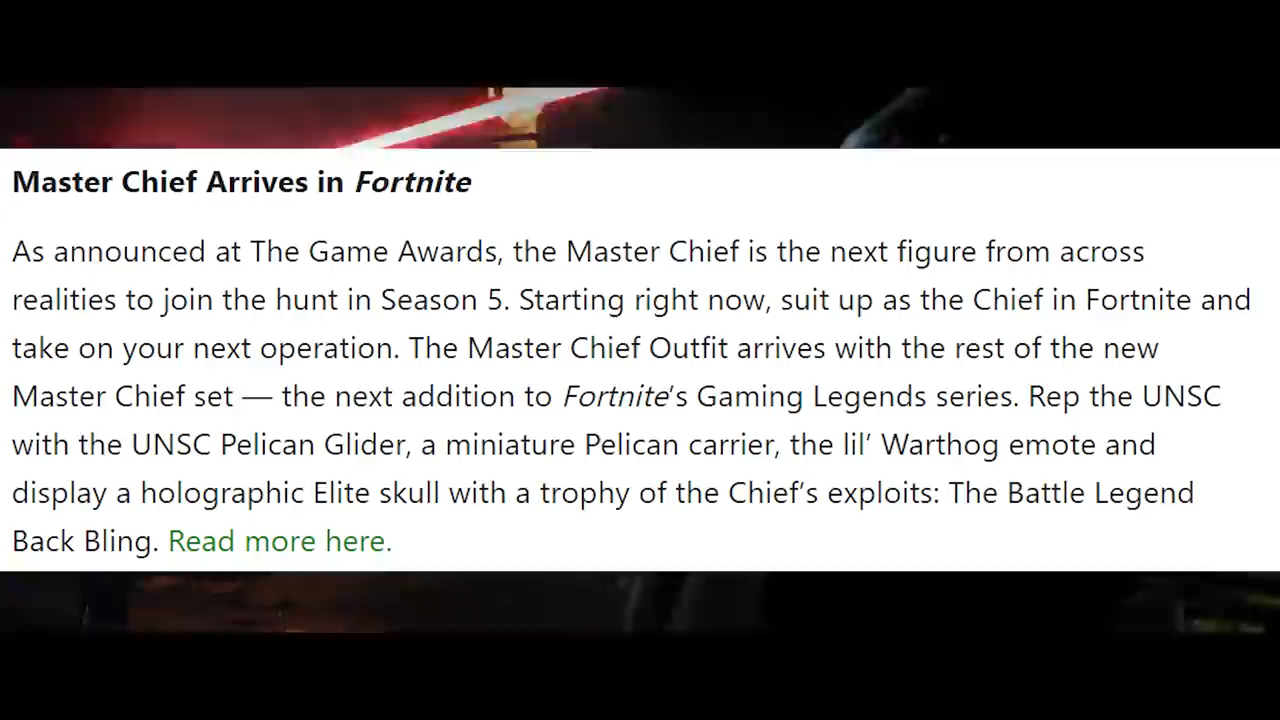 Master Chief Arrives in Fortnite
As announced at The Game Awards, the Master Chief is the next figure from across
realities to join the hunt in Season 5. Starting right now, suit up as the Chief in Fortnite and
take on your next operation. The Master Chief Outfit arrives with the rest of the new
Master Chief set — the next addition to Fortnite’s Gaming Legends series. Rep the UNSC
with the UNSC Pelican Glider, a miniature Pelican carrier, the lil’ Warthog emote and
display a holographic Elite skull with a trophy of the Chief’s exploits: The Battle Legend
Back Bling. Read more here.